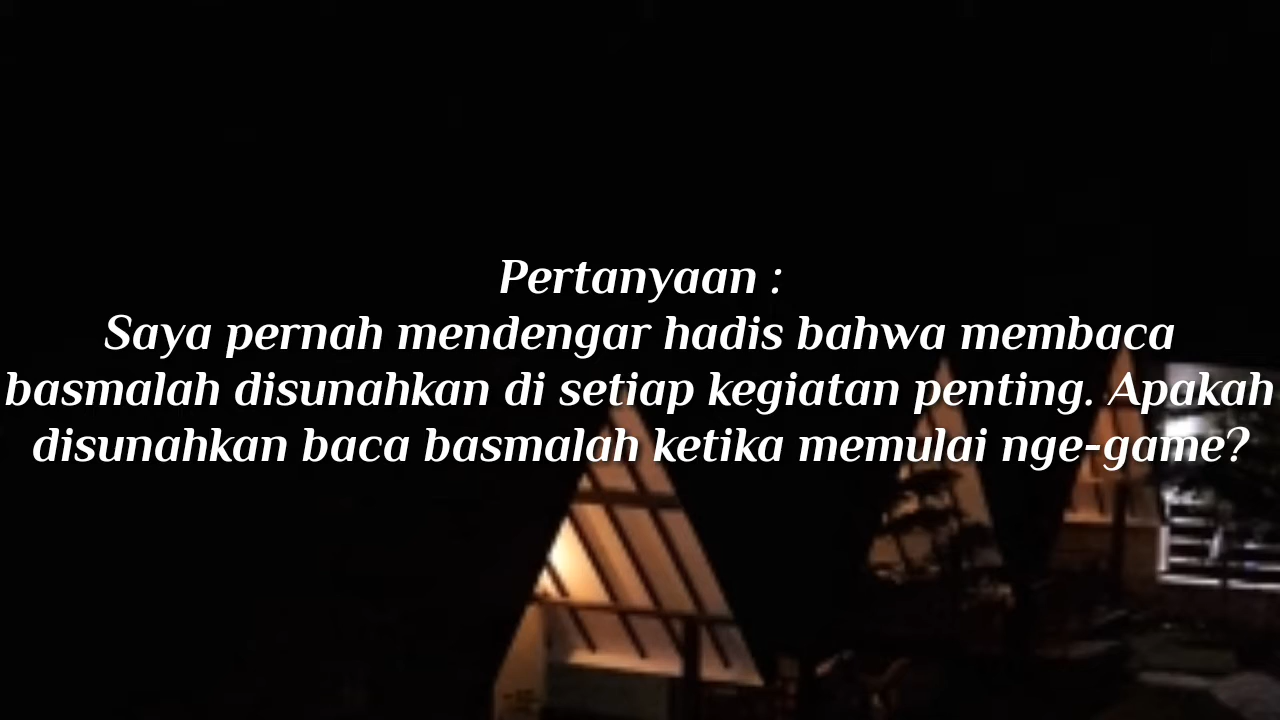 Pertanyaan :
Saya pernah mendengar hadis bahwa membaca
basmalah disunahkan di setiap kegiatan penting. Apakah
disunahkan baca basmalah ketika memulai nge-game?